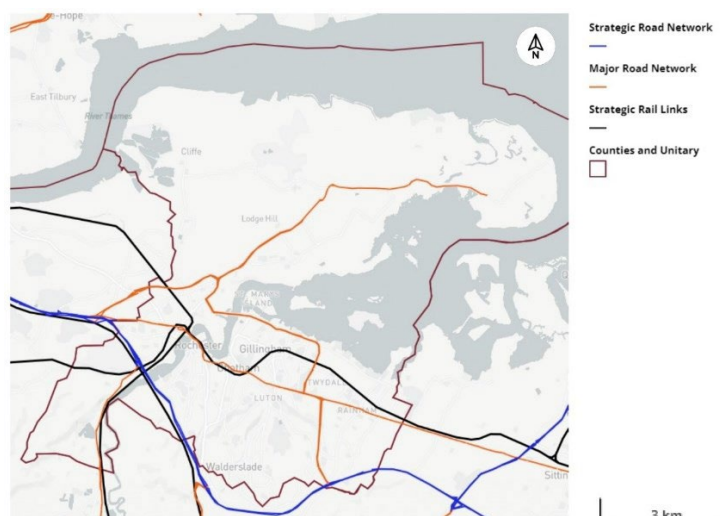 o-Hope
East Tilbury
River Thames
Cliffe
Lodge Hill
Rochester
Gillingham
Chatham
TWYDALL
LUTON
RAINHAM
Walderslade
Sittin
N
Strategic Road Network
Major Road Network
Strategic Rail Links
Counties and Unitary
3 km